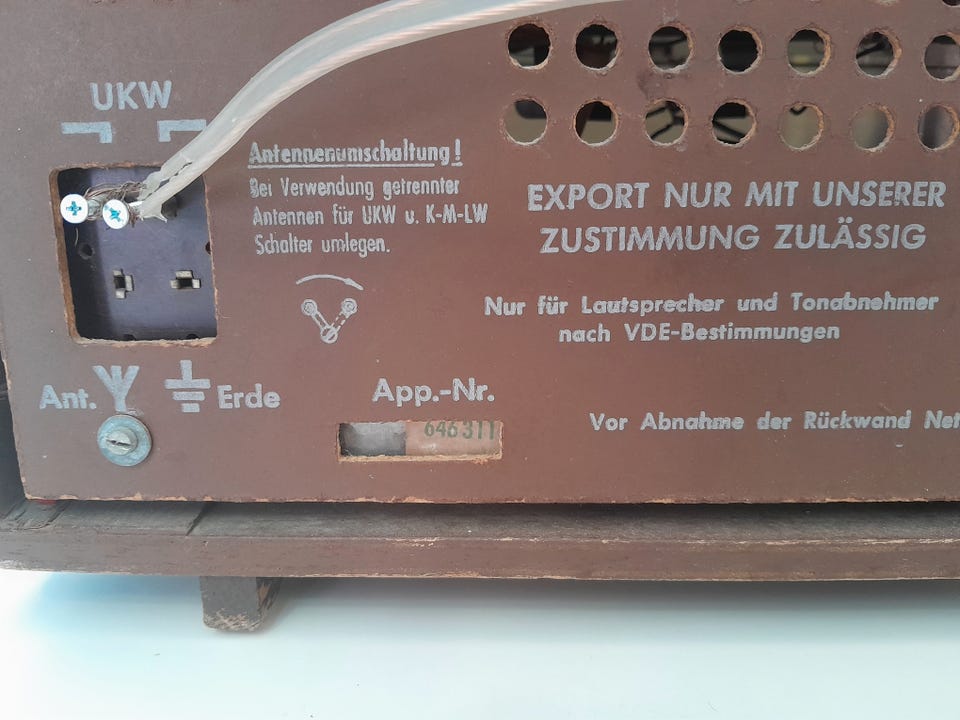 UKW
Antennenumschaltung!
Bei Verwendung getrennter
Antennen für UKW u. K-M-LW
Schalter umlegen.
EXPORT NUR MIT UNSERER
ZUSTIMMUNG ZULÄSSIG
Nur für Lautsprecher und Tonabnehmer
nach VDE-Bestimmungen
Ant.
Erde
App.-Nr.
646311
Vor Abnahme der Rückwand Net